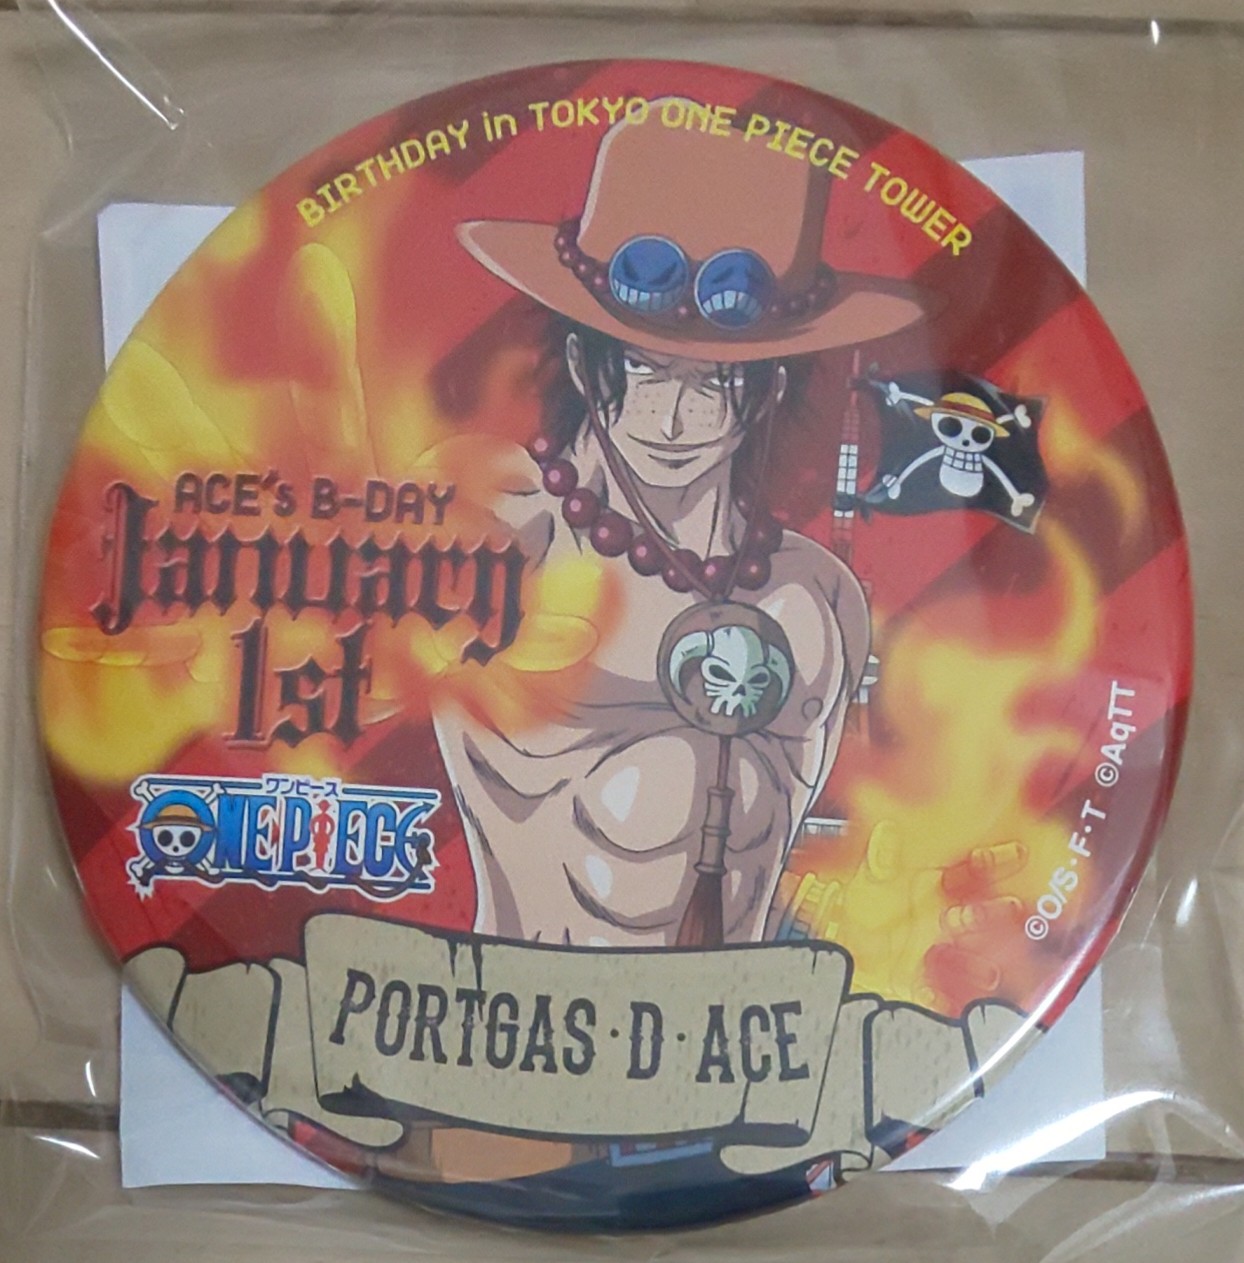 BIRTHDAY in TOKYO ONE PIECE TOWER
ACE's B-DAY
January
1st
ワンピース
ONE PIECE
PORTGAS·D·ACE
©O/S·F·T ©AqTT